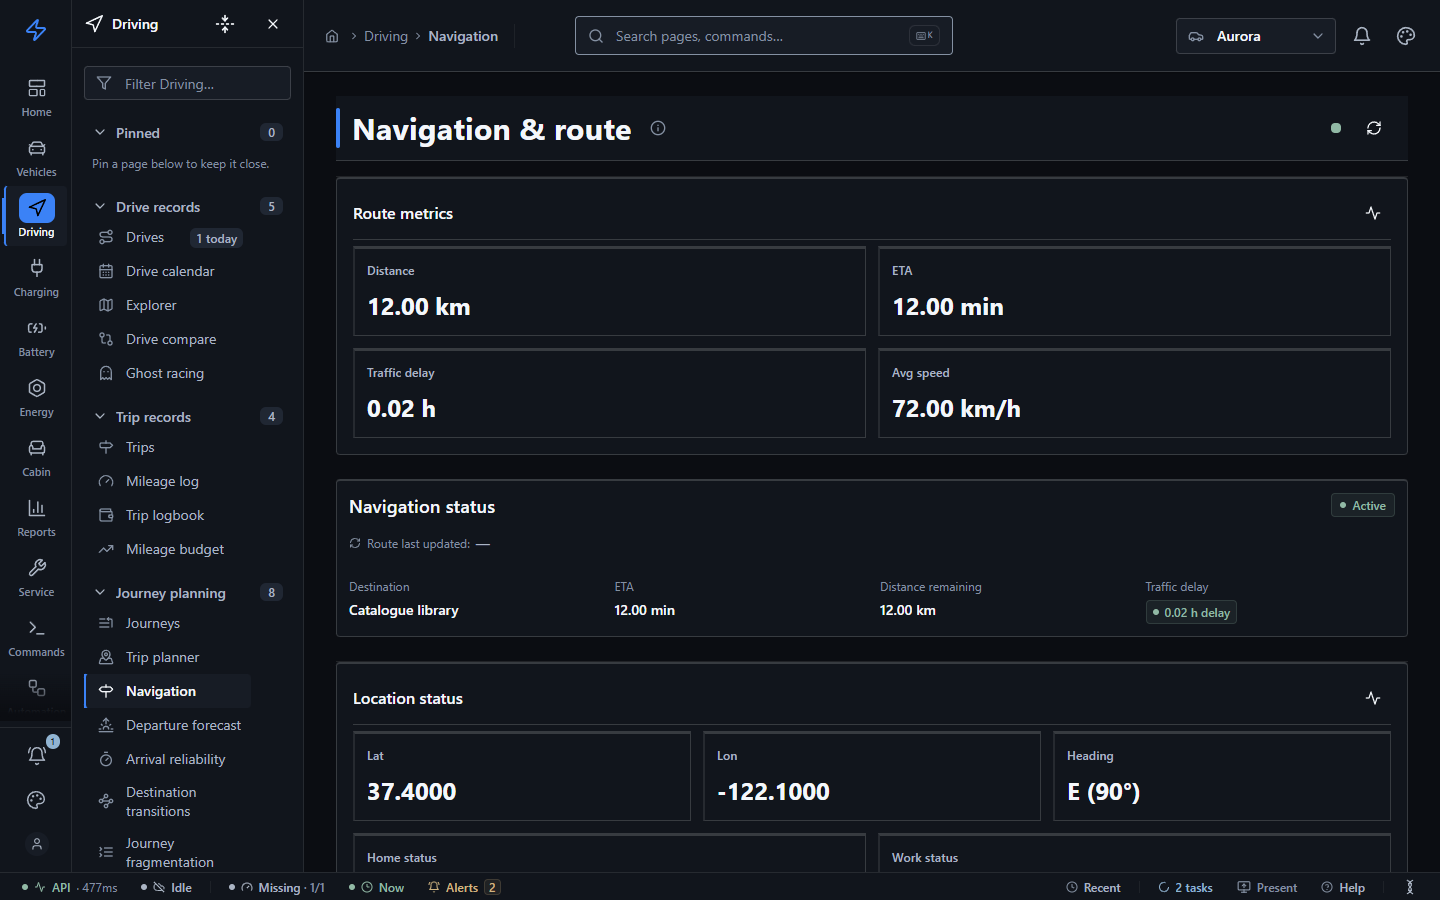 Driving
Driving
Navigation
Search pages, commands...
K
Aurora
Home
Vehicles
Driving
Charging
Battery
Energy
Cabin
Reports
Service
Commands
1
Filter Driving...
Pinned
0
Pin a page below to keep it close.
Drive records
5
Drives
1 today
Drive calendar
Explorer
Drive compare
Ghost racing
Trip records
4
Trips
Mileage log
Trip logbook
Mileage budget
Journey planning
8
Journeys
Trip planner
Navigation
Departure forecast
Arrival reliability
Destination
transitions
Journey
fragmentation
Navigation & route
Route metrics
Distance
12.00 km
ETA
12.00 min
Traffic delay
0.02 h
Avg speed
72.00 km/h
Navigation status
Active
Route last updated: —
Destination
Catalogue library
ETA
12.00 min
Distance remaining
12.00 km
Traffic delay
0.02 h delay
Location status
Lat
37.4000
Lon
-122.1000
Heading
E (90°)
Home status
Work status
API · 477ms
Idle
Missing · 1/1
Now
Alerts 2
Recent
2 tasks
Present
Help